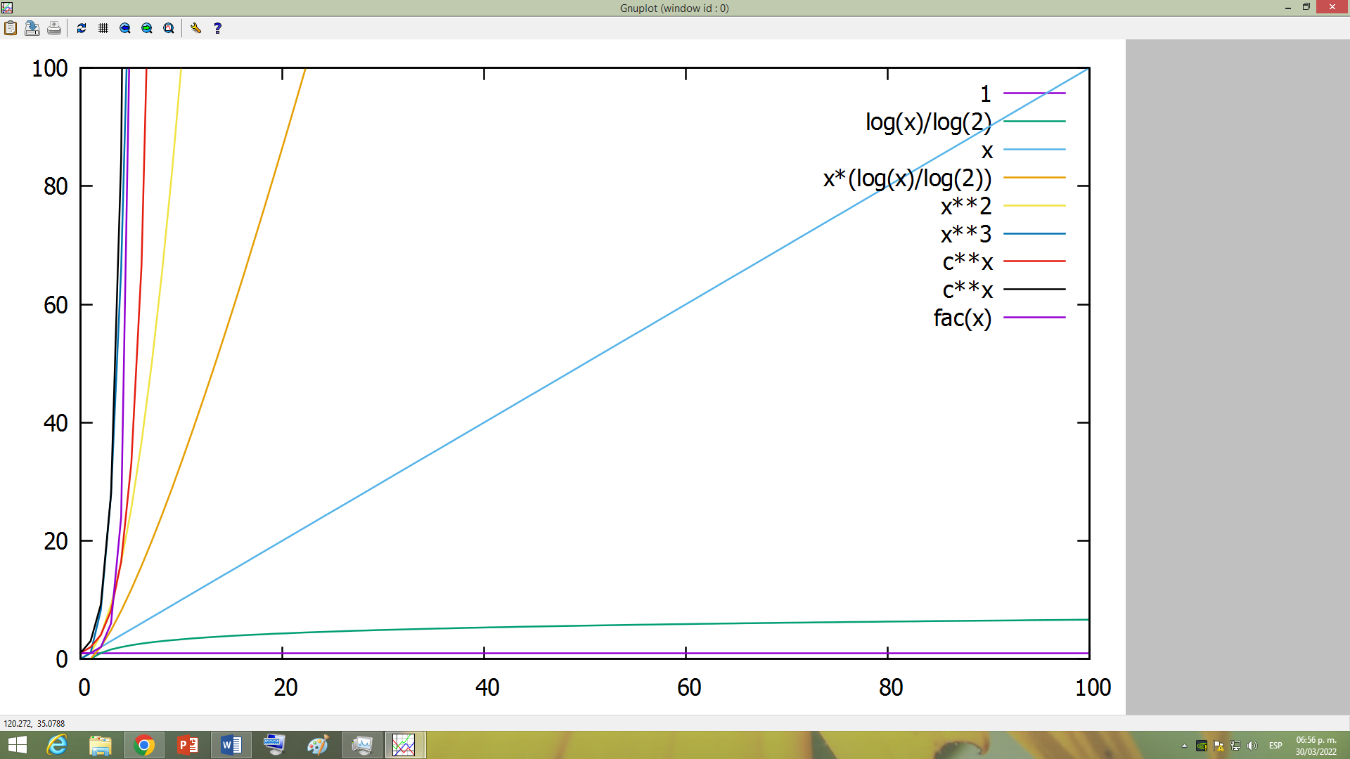 Gnuplot (window id : 0)
100
80
60
40
20
0
1
log(x)/log(2)
x
x*(log(x)/log(2))
x**2
x**3
c**x
c**x
fac(x)
0 20 40 60 80 100
120.272, 35.0788
ESP
06:56 p. m.
30/03/2022